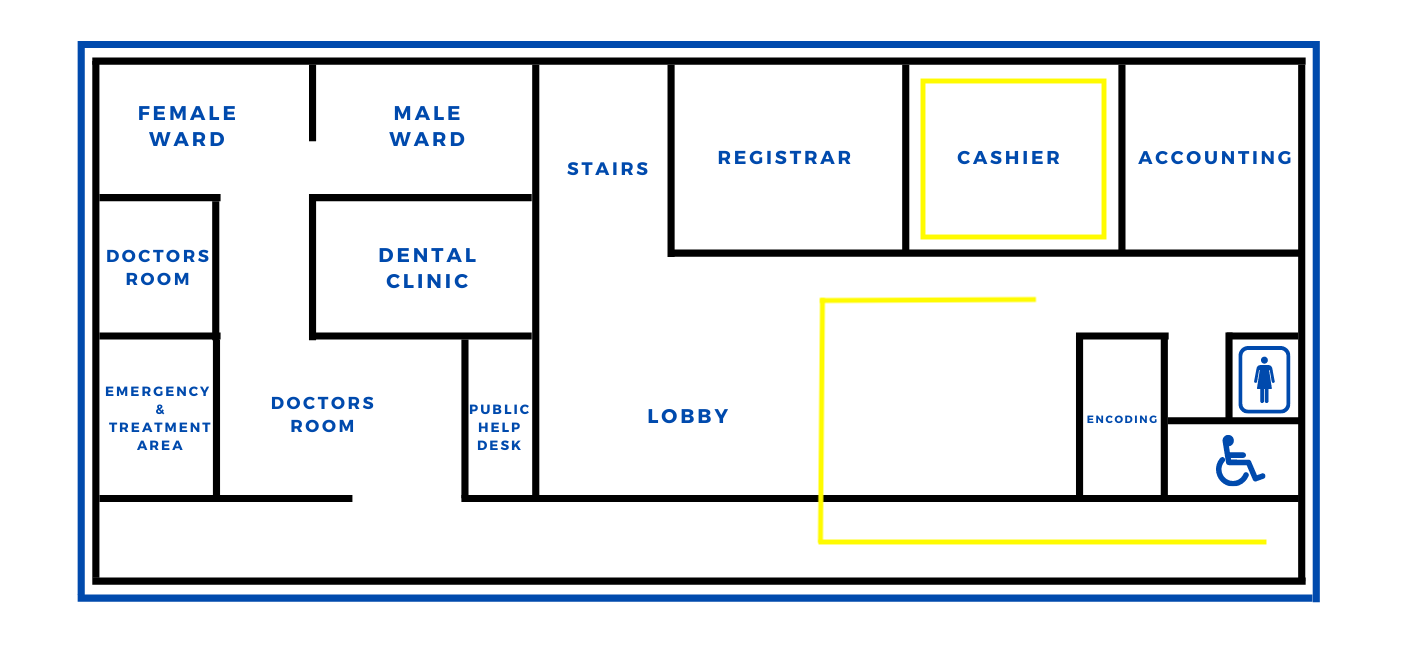 FEMALE
WARD
MALE
WARD
STAIRS
REGISTRAR
CASHIER
ACCOUNTING
DOCTORS
ROOM
DENTAL
CLINIC
EMERGENCY
&
TREATMENT
AREA
DOCTORS
ROOM
PUBLIC
HELP
DESK
LOBBY
ENCODING